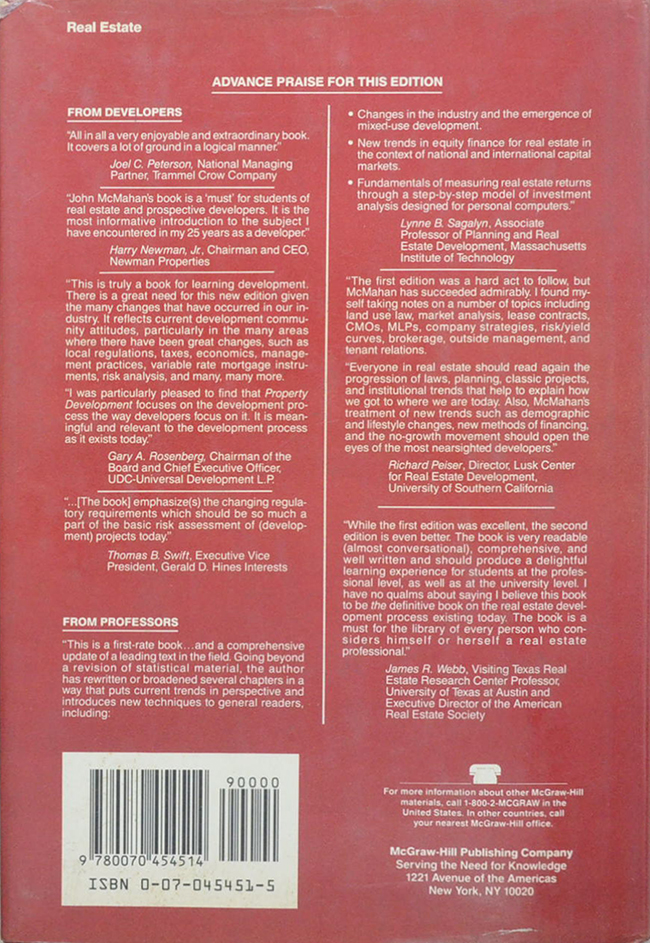 Real Estate
ADVANCE PRAISE FOR THIS EDITION
FROM DEVELOPERS
“All in all a very enjoyable and extraordinary book.
It covers a lot of ground in a logical manner.”
Joel C. Peterson, National Managing
Partner, Trammel Crow Company
“John McMahan's book is a ‘must’ for students of
real estate and prospective developers. It is the
most informative introduction to the subject I
have encountered in my 25 years as a developer.”
Harry Newman, Jr., Chairman and CEO,
Newman Properties
“This is truly a book for learning development.
There is a great need for this new edition given
the many changes that have occurred in our in-
dustry. It reflects current development commu-
nity attitudes, particularly in the many areas
where there have been great changes, such as
local regulations, taxes, economics, manage-
ment practices, variable rate mortgage instru-
ments, risk analysis, and many, many more.
“I was particularly pleased to find that Property
Development focuses on the development pro-
cess the way developers focus on it. It is mean-
ingful and relevant to the development process
as it exists today.”
Gary A. Rosenberg, Chairman of the
Board and Chief Executive Officer,
UDC-Universal Development L.P.
“...[The book] emphasize(s) the changing regula-
tory requirements which should be so much a
part of the basic risk assessment of (develop-
ment) projects today.”
Thomas B. Swift, Executive Vice
President, Gerald D. Hines Interests
FROM PROFESSORS
“This is a first-rate book...and a comprehensive
update of a leading text in the field. Going beyond
a revision of statistical material, the author
has rewritten or broadened several chapters in a
way that puts current trends in perspective and
introduces new techniques to general readers,
including:
• Changes in the industry and the emergence of
mixed-use development.
• New trends in equity finance for real estate in
the context of national and international capital
markets.
• Fundamentals of measuring real estate returns
through a step-by-step model of investment
analysis designed for personal computers.”
Lynne B. Sagalyn, Associate
Professor of Planning and Real
Estate Development, Massachusetts
Institute of Technology
“The first edition was a hard act to follow, but
McMahan has succeeded admirably. I found my-
self taking notes on a number of topics including
land use law, market analysis, lease contracts,
CMOs, MLPs, company strategies, risk/yield
curves, brokerage, outside management, and
tenant relations.
“Everyone in real estate should read again the
progression of laws, planning, classic projects,
and institutional trends that help to explain how
we got to where we are today. Also, McMahan's
treatment of new trends such as demographic
and lifestyle changes, new methods of financing,
and the no-growth movement should open the
eyes of the most nearsighted developers.”
Richard Peiser, Director, Lusk Center
for Real Estate Development,
University of Southern California
“While the first edition was excellent, the second
edition is even better. The book is very readable
(almost conversational), comprehensive, and
well written and should produce a delightful
learning experience for students at the profes-
sional level, as well as at the university level. I
have no qualms about saying I believe this book
to be the definitive book on the real estate devel-
opment process existing today. The book is a
must for the library of every person who con-
siders himself or herself a real estate
professional.”
James R. Webb, Visiting Texas Real
Estate Research Center Professor,
University of Texas at Austin and
Executive Director of the American
Real Estate Society
90000
9 780070 454514
ISBN 0-07-045451-5
For more information about other McGraw-Hill
materials, call 1-800-2-MCGRAW in the
United States. In other countries, call
your nearest McGraw-Hill office.
McGraw-Hill Publishing Company
Serving the Need for Knowledge
1221 Avenue of the Americas
New York, NY 10020